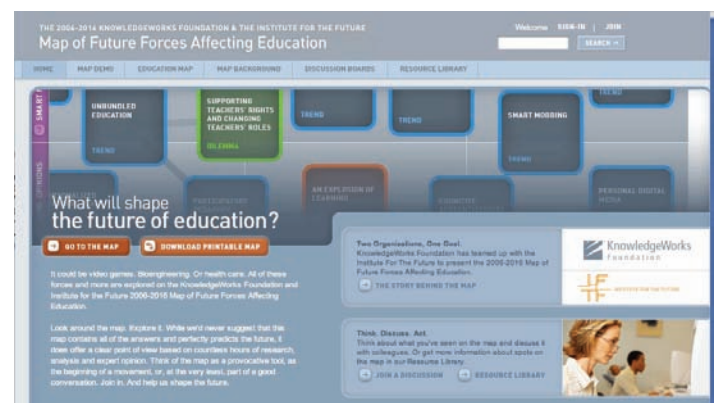 THE 2006-2016 KNOWLEDGEWORKS FOUNDATION & THE INSTITUTE FOR THE FUTURE
Map of Future Forces Affecting Education
Welcome SIGN-IN | JOIN
SEARCH
HOME MAP DEMO EDUCATION MAP MAP BACKGROUND DISCUSSION BOARDS RESOURCE LIBRARY
SMART
OPINIONS
UNBUNDLED
EDUCATION
TREND
SUPPORTING
TEACHERS' RIGHTS
AND CHANGING
TEACHERS' ROLES
DILEMMA
TREND
TREND
SMART MOBBING
TREND
AN EXPLOSION OF
LEARNING
PERSONAL DIGITAL
MEDIA
What will shape
the future of education?
GO TO THE MAP
DOWNLOAD PRINTABLE MAP
It could be video games. Bioengineering. Or health care. All of these
forces and more are explored on the KnowledgeWorks Foundation and
Institute for the Future 2006-2016 Map of Future Forces Affecting
Education.
Look around the map. Explore it. While we'd never suggest that this
map contains all of the answers and perfectly predicts the future, it
does offer a clear point of view based on countless hours of research,
analysis and expert opinion. Think of the map as a provocative tool, as
the beginning of a movement, or, at the very least, part of a good
conversation. Join in. And help us shape the future.
Two Organizations, One Goal.
KnowledgeWorks Foundation has teamed up with the
Institute For The Future to present the 2006-2016 Map of
Future Forces Affecting Education.
THE STORY BEHIND THE MAP
KnowledgeWorks
Foundation
INSTITUTE FOR THE FUTURE
Think. Discuss. Act.
Think about what you've seen on the map and discuss it
with colleagues. Or get more information about spots on
the map in our Resource Library.
JOIN A DISCUSSION
RESOURCE LIBRARY